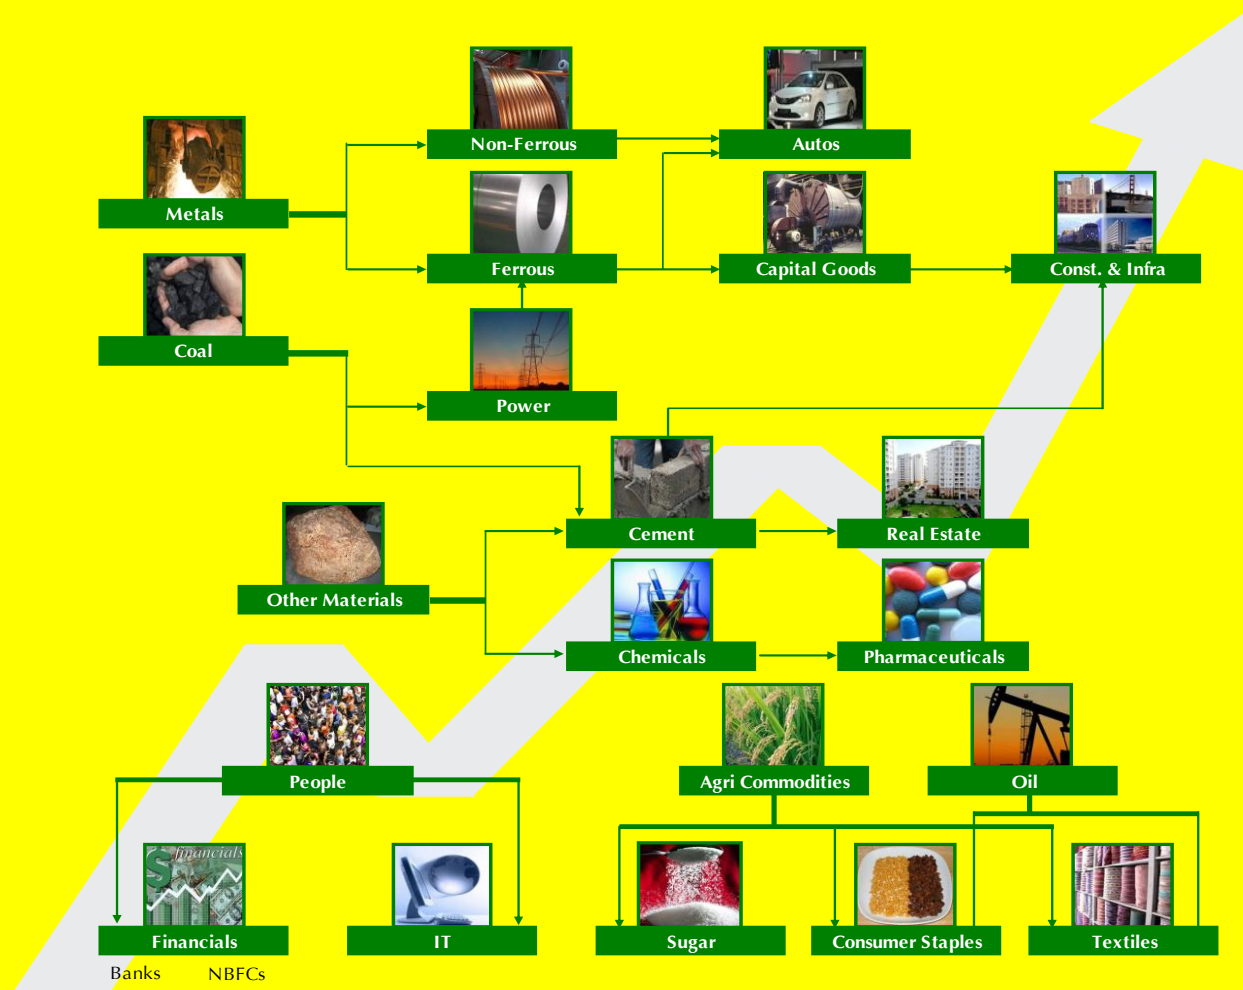 Non-Ferrous
Autos
Metals
Ferrous
Capital Goods
Const. & Infra
Coal
Power
Cement
Real Estate
Other Materials
Chemicals
Pharmaceuticals
People
Agri Commodities
Oil
$ financials
Financials
IT
Sugar
Consumer Staples
Textiles
Banks NBFCs